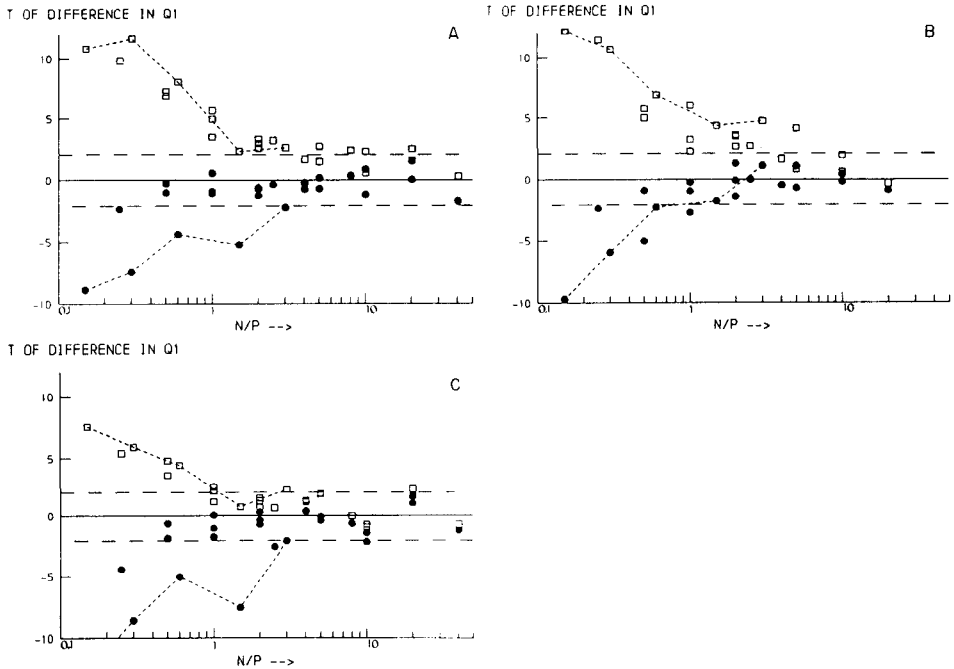 T OF DIFFERENCE IN Q1
A
10
5
0
-5
-10
0.1
1
10
N/P -->
T OF DIFFERENCE IN Q1
B
10
5
0
-5
-10
0.1
1
10
N/P -->
T OF DIFFERENCE IN Q1
C
10
5
0
-5
-10
0.1
1
10
N/P -->